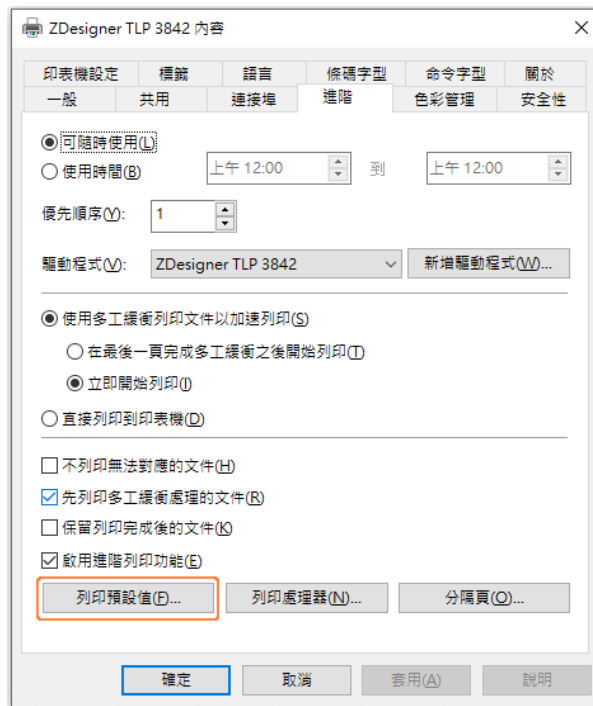 ZDesigner TLP 3842 內容
印表機設定 標籤 語言 條碼字型 命令字型 關於
一般 共用 連接埠 進階 色彩管理 安全性
可隨時使用(L)
使用時間(B) 上午 12:00 到 上午 12:00
優先順序(Y): 1
驅動程式(V): ZDesigner TLP 3842 新增驅動程式(W)...
使用多工緩衝列印文件以加速列印(S)
在最後一頁完成多工緩衝之後開始列印(T)
立即開始列印(I)
直接列印到印表機(D)
不列印無法對應的文件(H)
先列印多工緩衝處理的文件(R)
保留列印完成後的文件(K)
啟用進階列印功能(E)
列印預設值(F)... 列印處理器(N)... 分隔頁(O)...
確定 取消 套用(A) 說明